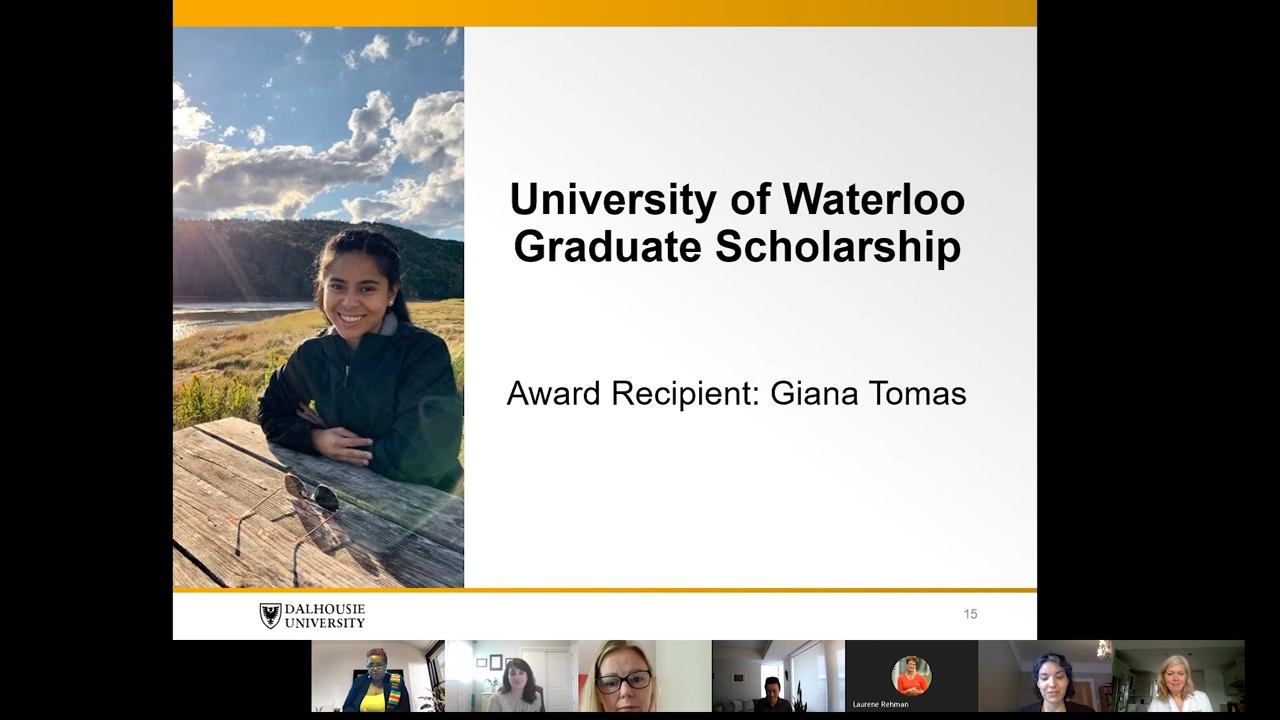 University of Waterloo
Graduate Scholarship
Award Recipient: Giana Tomas
DALHOUSIE
UNIVERSITY
15
Laurene Rehman